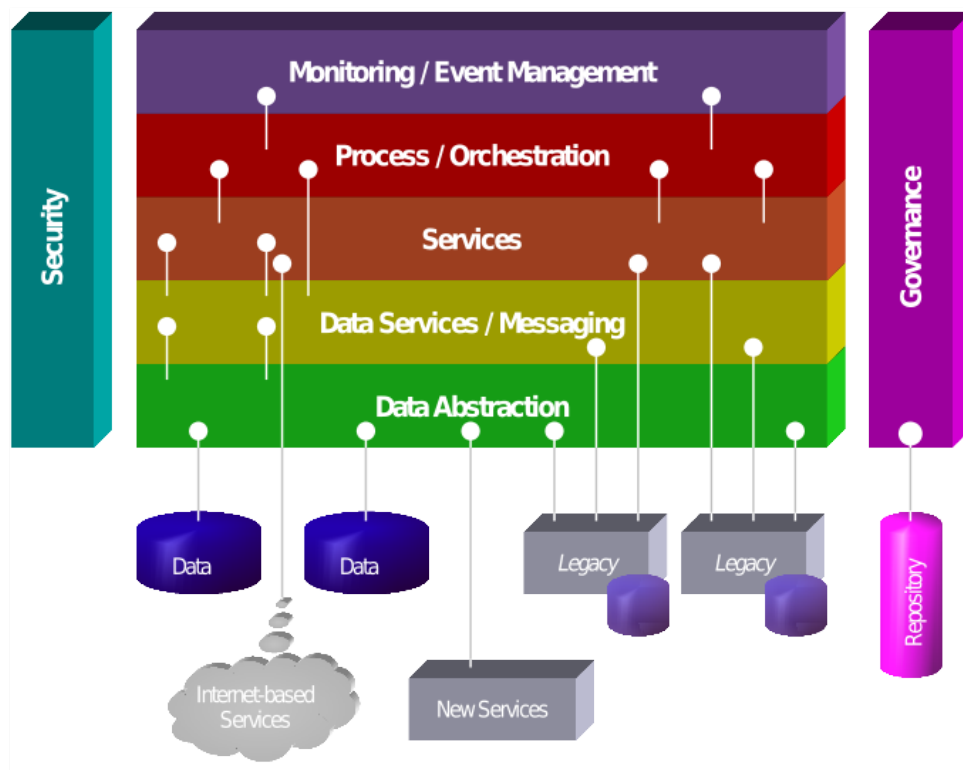 Security
Monitoring / Event Management
Process / Orchestration
Services
Data Services / Messaging
Data Abstraction
Governance
Data
Data
Legacy
Legacy
Repository
Internet-based
Services
New Services